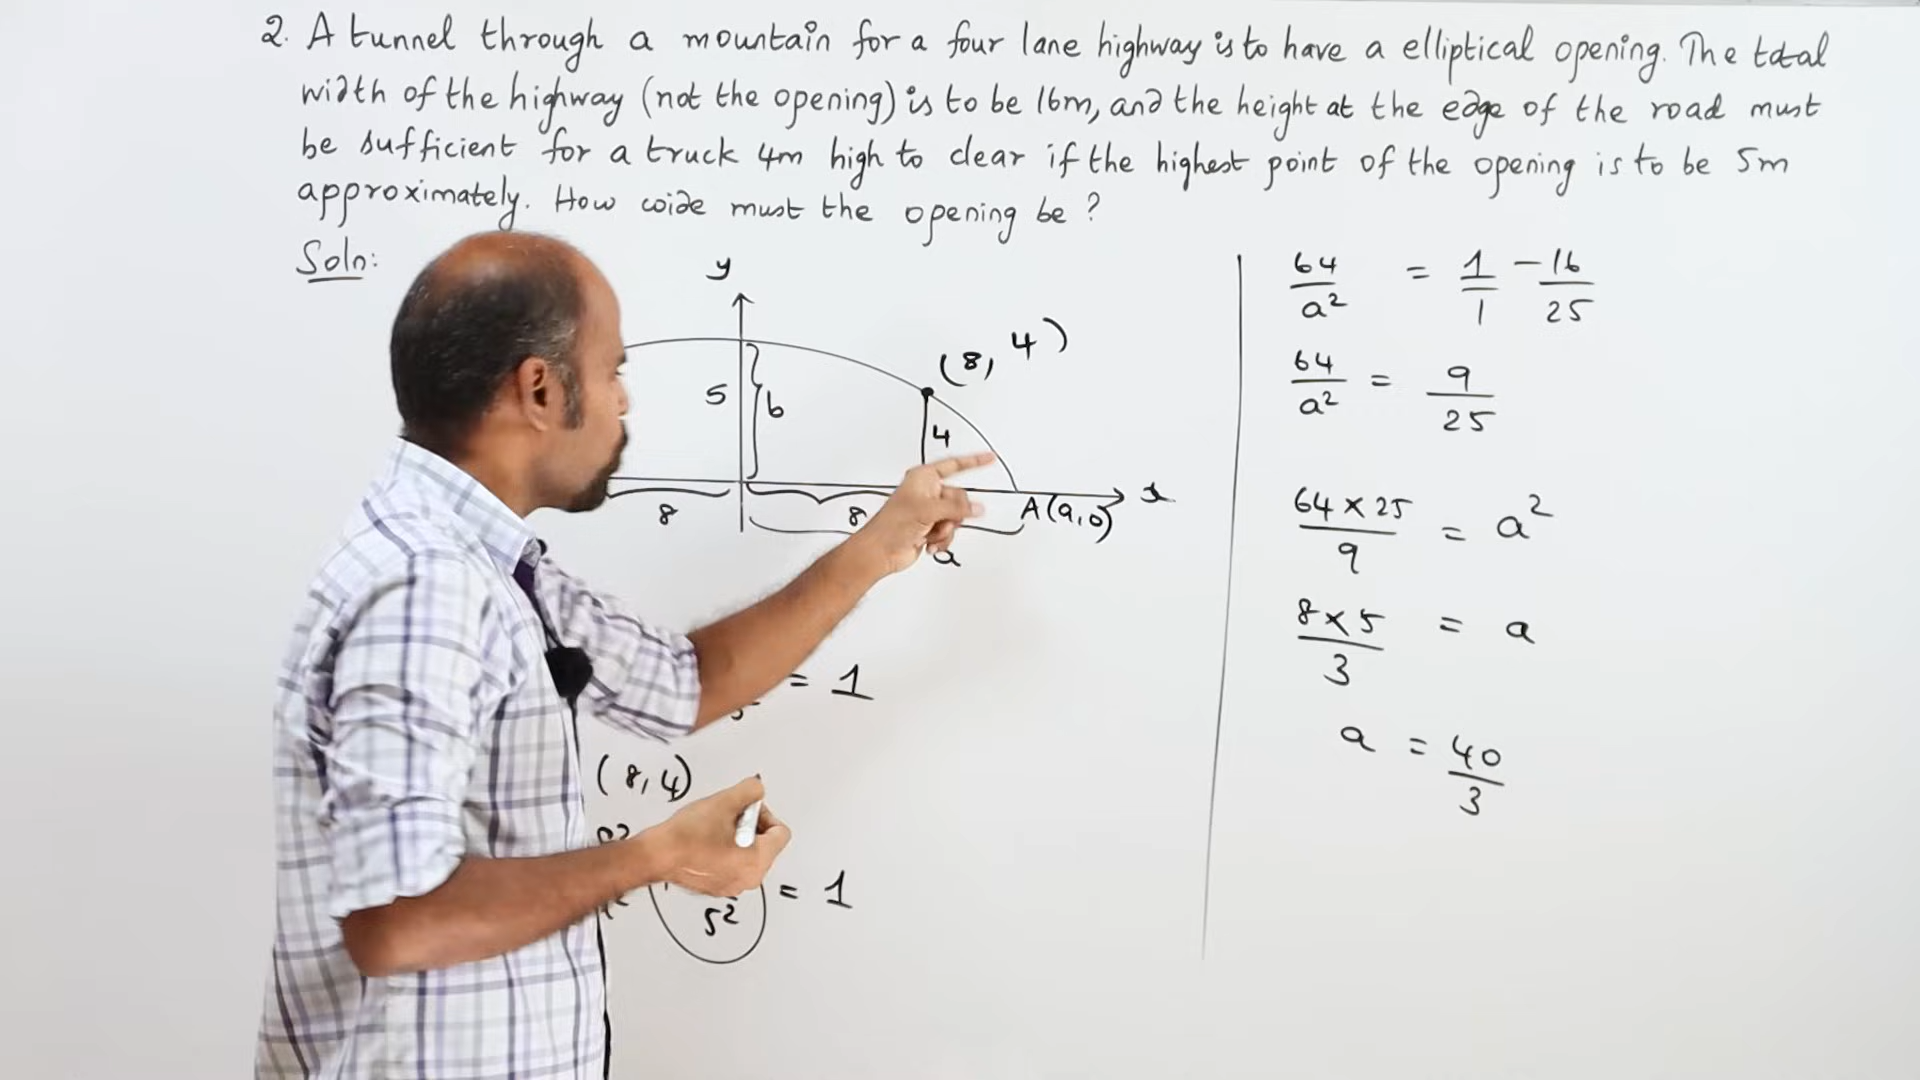 2. A tunnel through a mountain for a four lane highway is to have a elliptical opening. The total
width of the highway (not the opening) is to be 16m, and the height at the edge of the road must
be sufficient for a truck 4m high to clear if the highest point of the opening is to be 5m
approximately. How wide must the opening be ?
Soln:
y
(8, 4)
5
b
4
x
8
8
A(a,0)
a
= 1
(8,4)
5²
= 1
64/a² = 1/1 - 16/25
64/a² = 9/25
64 x 25/9 = a²
8 x 5/3 = a
a = 40/3